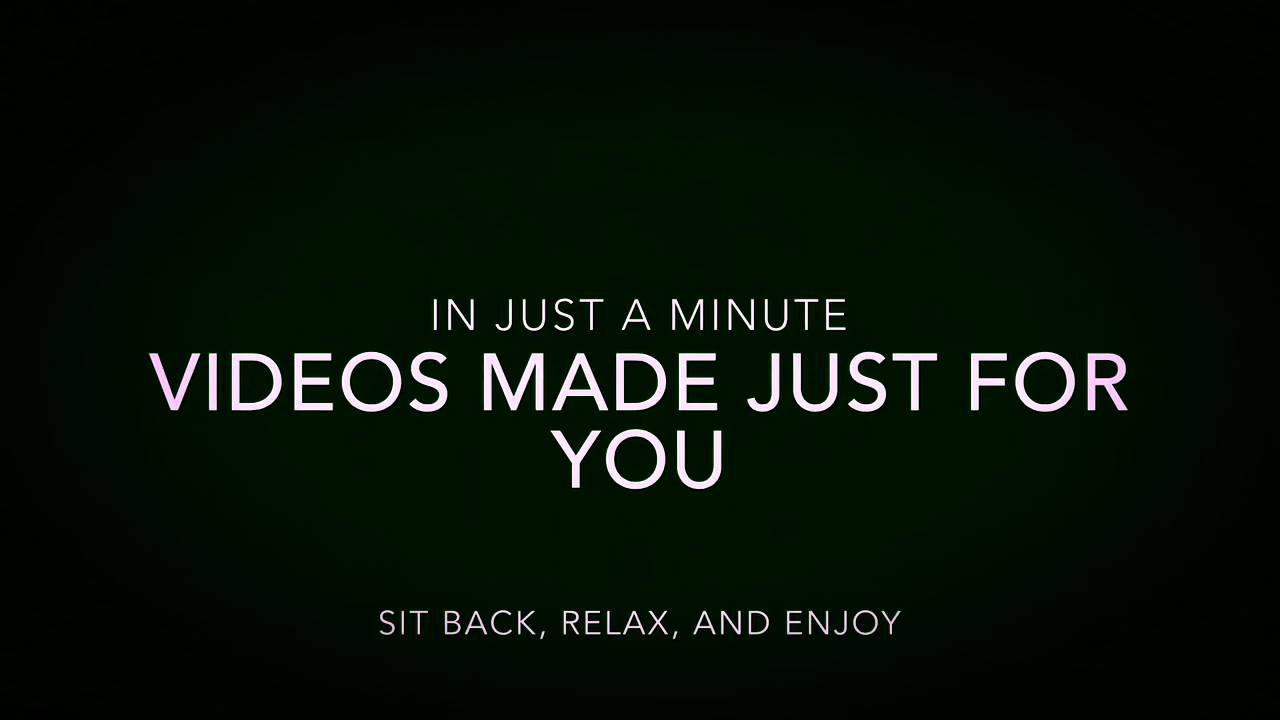 IN JUST A MINUTE
VIDEOS MADE JUST FOR
YOU
SIT BACK, RELAX, AND ENJOY